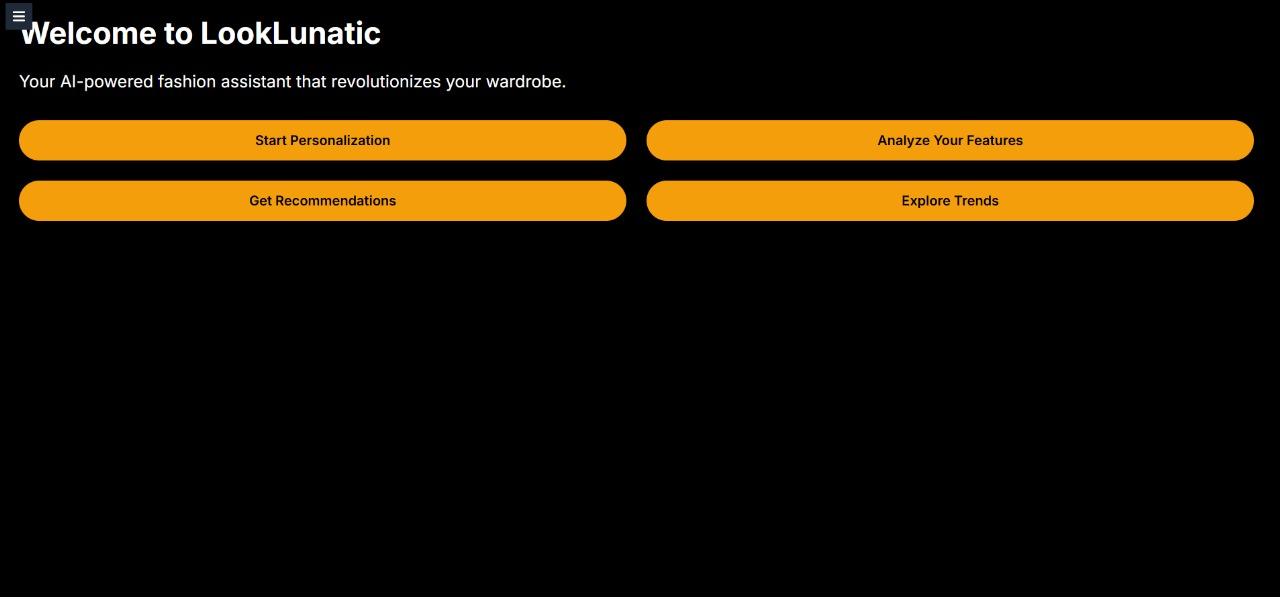 Welcome to LookLunatic
Your AI-powered fashion assistant that revolutionizes your wardrobe.
Start Personalization
Analyze Your Features
Get Recommendations
Explore Trends